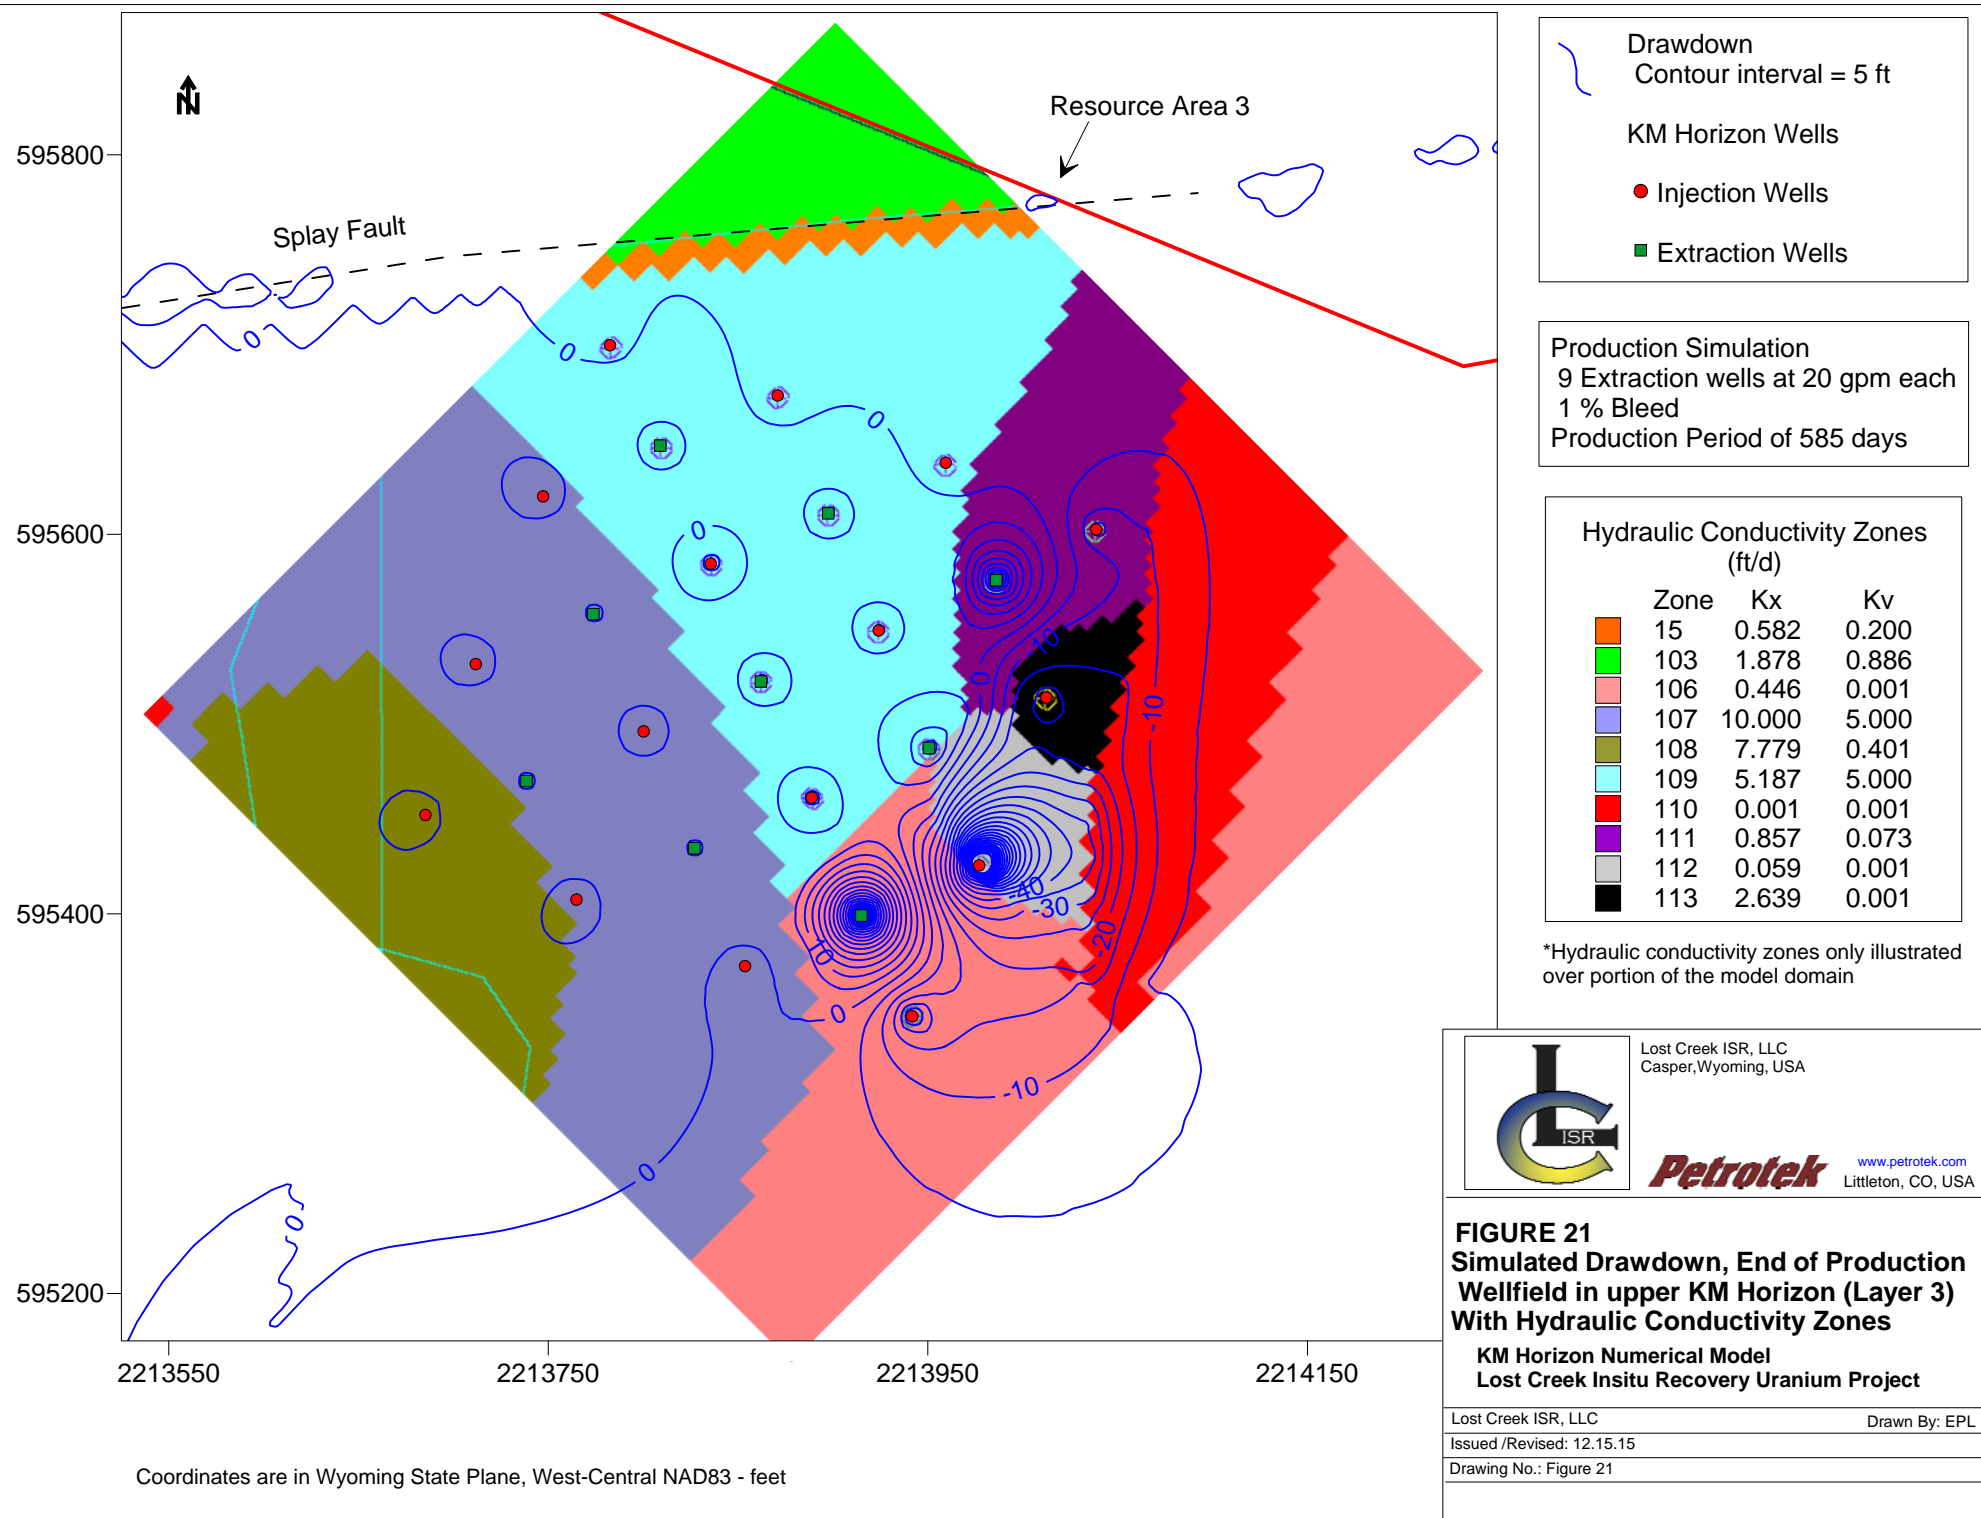 Drawdown
Contour interval = 5 ft
KM Horizon Wells
Injection Wells
Extraction Wells
N
Resource Area 3
Splay Fault
595800
595600
595400
595200
2213550
2213750
2213950
2214150
0
0
0
0
0
-10
-10
-40
-30
-20
10
0
-10
0
0
Production Simulation
9 Extraction wells at 20 gpm each
1 % Bleed
Production Period of 585 days
Hydraulic Conductivity Zones
(ft/d)
Zone Kx Kv
15 0.582 0.200
103 1.878 0.886
106 0.446 0.001
107 10.000 5.000
108 7.779 0.401
109 5.187 5.000
110 0.001 0.001
111 0.857 0.073
112 0.059 0.001
113 2.639 0.001
*Hydraulic conductivity zones only illustrated
over portion of the model domain
LC ISR
Lost Creek ISR, LLC
Casper,Wyoming, USA
Petrotek
www.petrotek.com
Littleton, CO, USA
FIGURE 21
Simulated Drawdown, End of Production
Wellfield in upper KM Horizon (Layer 3)
With Hydraulic Conductivity Zones
KM Horizon Numerical Model
Lost Creek Insitu Recovery Uranium Project
Lost Creek ISR, LLC Drawn By: EPL
Issued /Revised: 12.15.15
Drawing No.: Figure 21
Coordinates are in Wyoming State Plane, West-Central NAD83 - feet